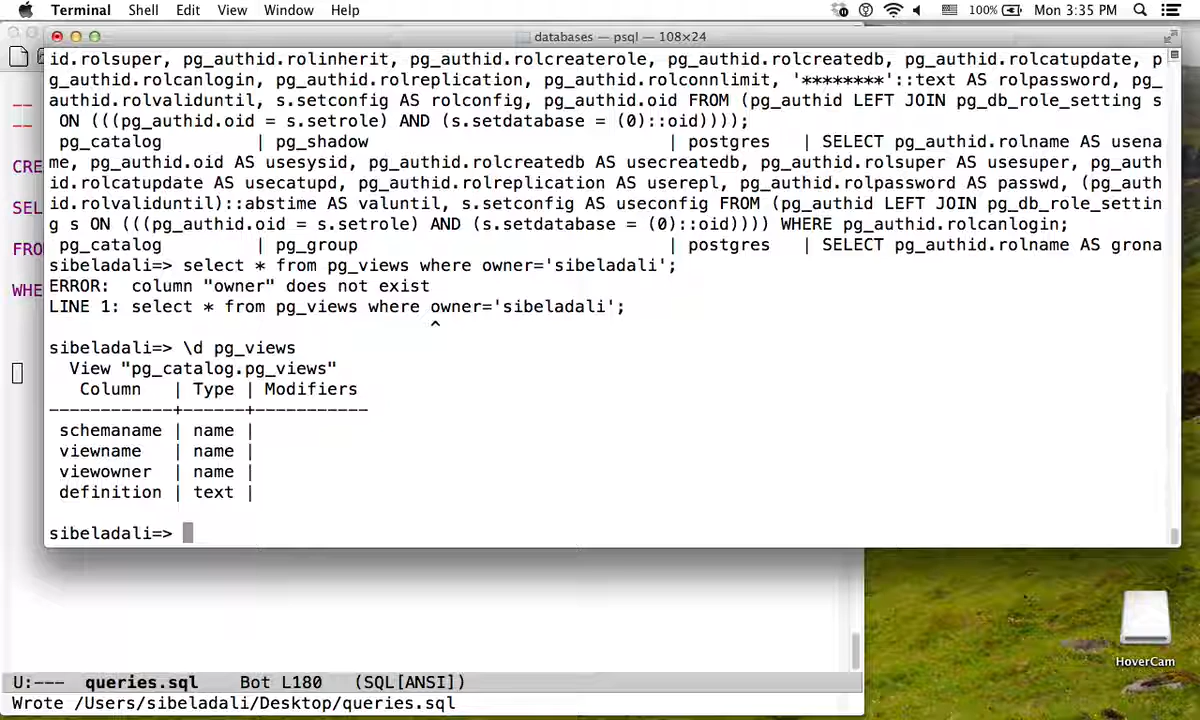 Terminal Shell Edit View Window Help 100% Mon 3:35 PM
databases — psql — 108×24
id.rolsuper, pg_authid.rolinherit, pg_authid.rolcreaterole, pg_authid.rolcreatedb, pg_authid.rolcatupdate, p
g_authid.rolcanlogin, pg_authid.rolreplication, pg_authid.rolconnlimit, '********'::text AS rolpassword, pg_
authid.rolvaliduntil, s.setconfig AS rolconfig, pg_authid.oid FROM (pg_authid LEFT JOIN pg_db_role_setting s
ON (((pg_authid.oid = s.setrole) AND (s.setdatabase = (0)::oid))));
pg_catalog | pg_shadow | postgres | SELECT pg_authid.rolname AS usena
me, pg_authid.oid AS usesysid, pg_authid.rolcreatedb AS usecreatedb, pg_authid.rolsuper AS usesuper, pg_auth
id.rolcatupdate AS usecatupd, pg_authid.rolreplication AS userepl, pg_authid.rolpassword AS passwd, (pg_auth
id.rolvaliduntil)::abstime AS valuntil, s.setconfig AS useconfig FROM (pg_authid LEFT JOIN pg_db_role_settin
g s ON (((pg_authid.oid = s.setrole) AND (s.setdatabase = (0)::oid)))) WHERE pg_authid.rolcanlogin;
pg_catalog | pg_group | postgres | SELECT pg_authid.rolname AS grona
sibeladali=> select * from pg_views where owner='sibeladali';
ERROR: column "owner" does not exist
LINE 1: select * from pg_views where owner='sibeladali';
^
sibeladali=> \d pg_views
View "pg_catalog.pg_views"
Column | Type | Modifiers
------------+------+-----------
schemaname | name |
viewname | name |
viewowner | name |
definition | text |
sibeladali=>
--
--
CRE
SEL
FRO
WHE
U:--- queries.sql Bot L180 (SQL[ANSI])
Wrote /Users/sibeladali/Desktop/queries.sql
HoverCam